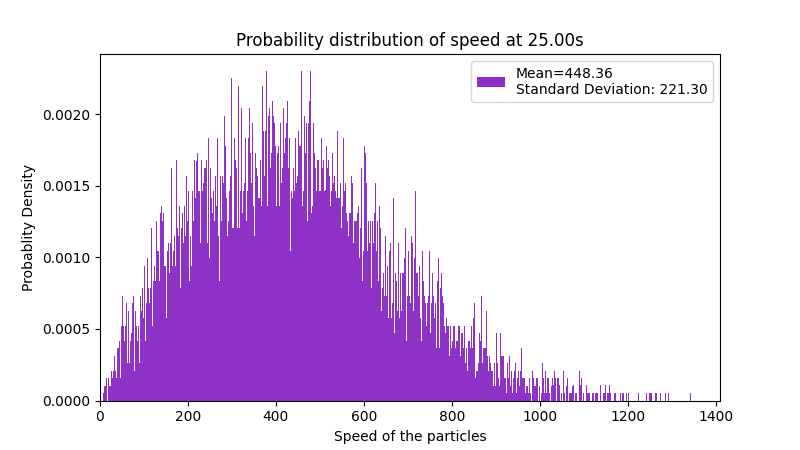 Probability distribution of speed at 25.00s
Mean=448.36
Standard Deviation: 221.30
Probablity Density
0.0020
0.0015
0.0010
0.0005
0.0000
0 200 400 600 800 1000 1200 1400
Speed of the particles